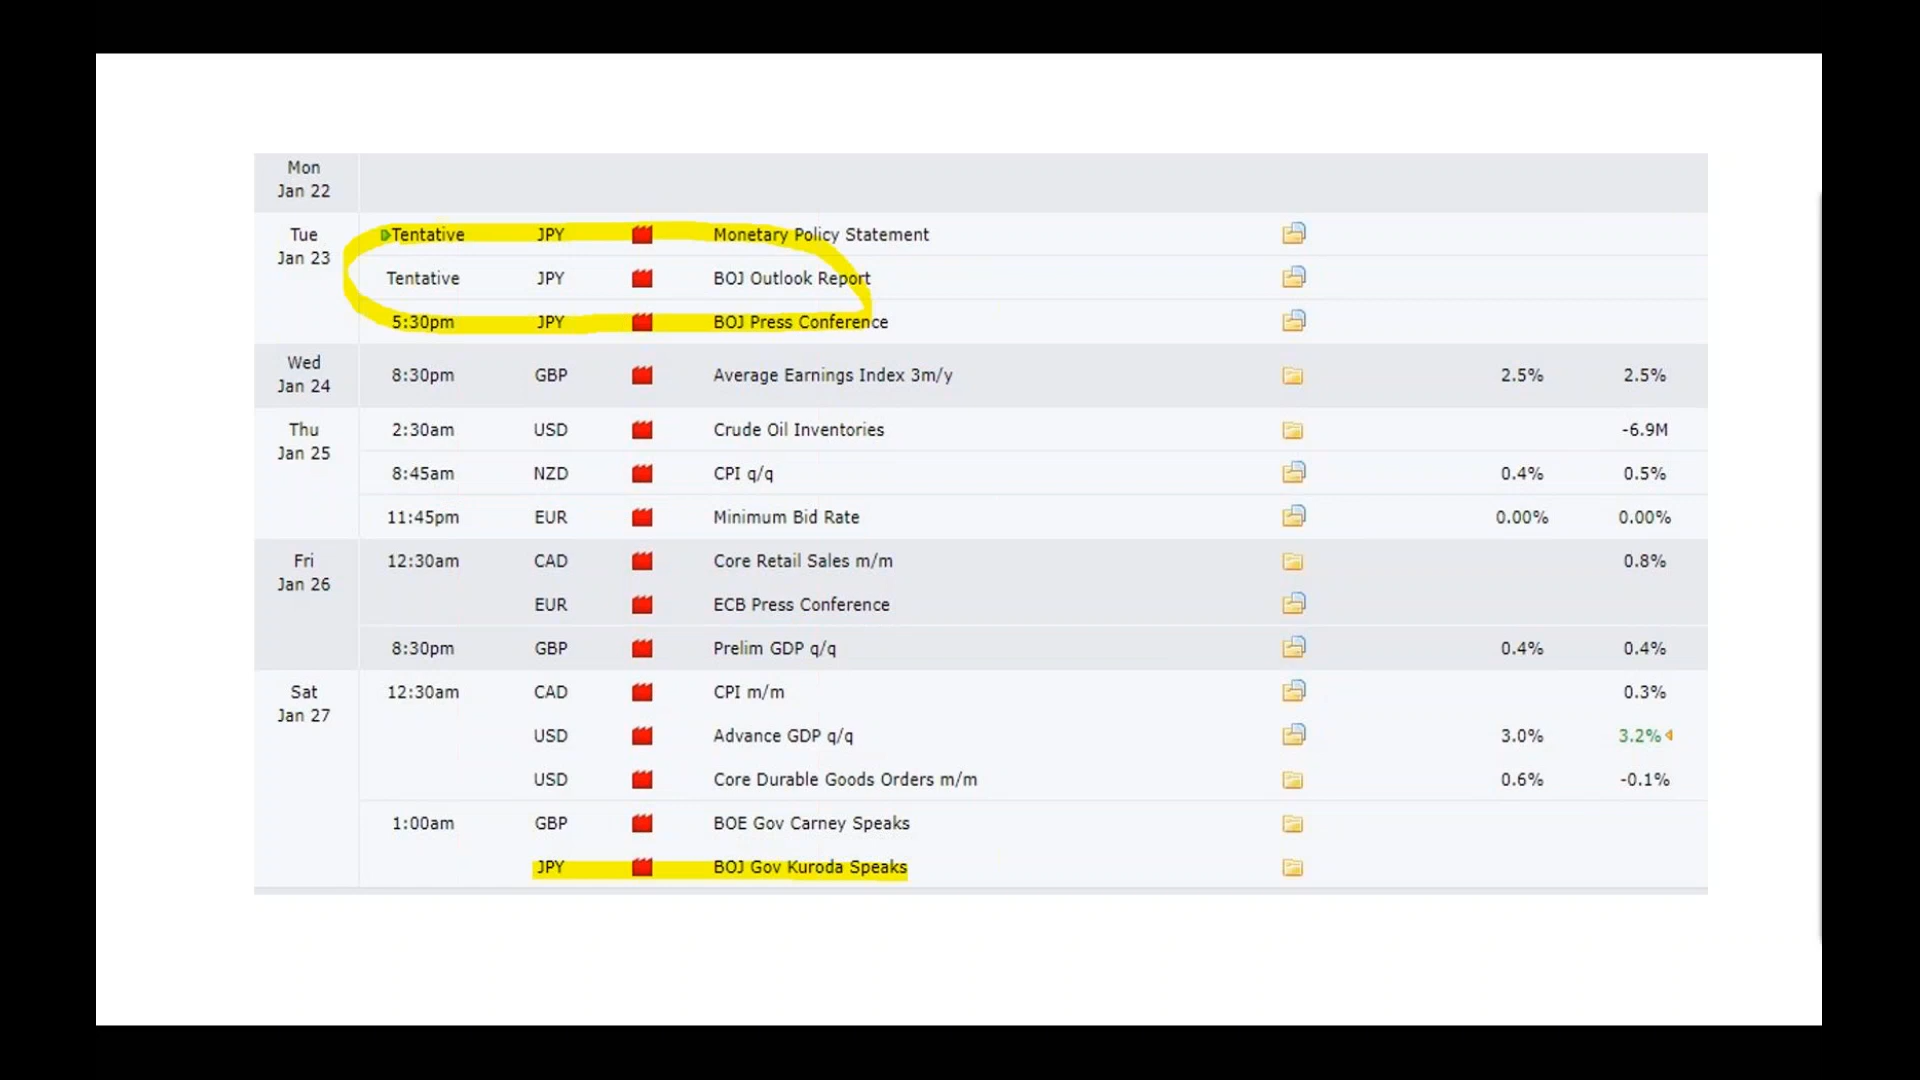 Mon
Jan 22
Tue
Jan 23
Tentative JPY Monetary Policy Statement
Tentative JPY BOJ Outlook Report
5:30pm JPY BOJ Press Conference
Wed
Jan 24
8:30pm GBP Average Earnings Index 3m/y 2.5% 2.5%
Thu
Jan 25
2:30am USD Crude Oil Inventories -6.9M
8:45am NZD CPI q/q 0.4% 0.5%
11:45pm EUR Minimum Bid Rate 0.00% 0.00%
Fri
Jan 26
12:30am CAD Core Retail Sales m/m 0.8%
EUR ECB Press Conference
8:30pm GBP Prelim GDP q/q 0.4% 0.4%
Sat
Jan 27
12:30am CAD CPI m/m 0.3%
USD Advance GDP q/q 3.0% 3.2%
USD Core Durable Goods Orders m/m 0.6% -0.1%
1:00am GBP BOE Gov Carney Speaks
JPY BOJ Gov Kuroda Speaks